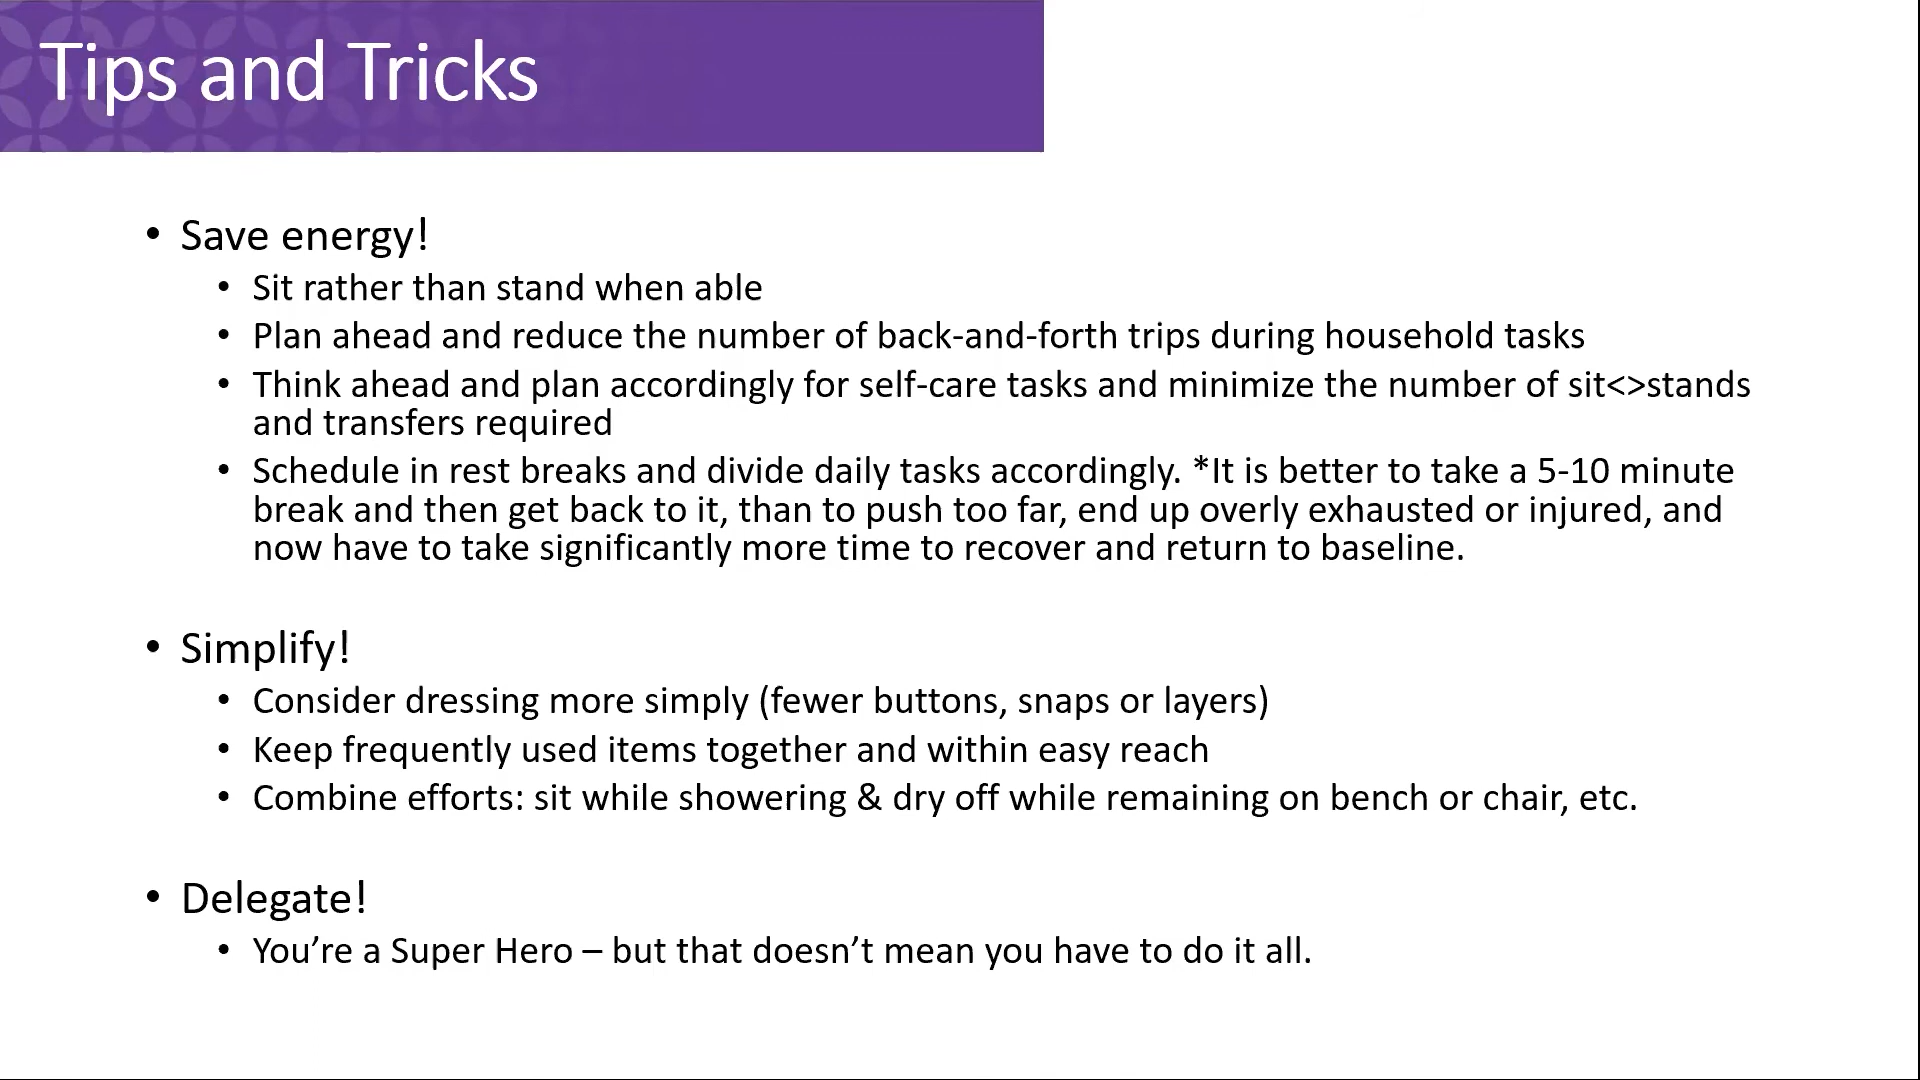 Tips and Tricks
• Save energy!
• Sit rather than stand when able
• Plan ahead and reduce the number of back-and-forth trips during household tasks
• Think ahead and plan accordingly for self-care tasks and minimize the number of sit<>stands
and transfers required
• Schedule in rest breaks and divide daily tasks accordingly. *It is better to take a 5-10 minute
break and then get back to it, than to push too far, end up overly exhausted or injured, and
now have to take significantly more time to recover and return to baseline.
• Simplify!
• Consider dressing more simply (fewer buttons, snaps or layers)
• Keep frequently used items together and within easy reach
• Combine efforts: sit while showering & dry off while remaining on bench or chair, etc.
• Delegate!
• You’re a Super Hero – but that doesn’t mean you have to do it all.